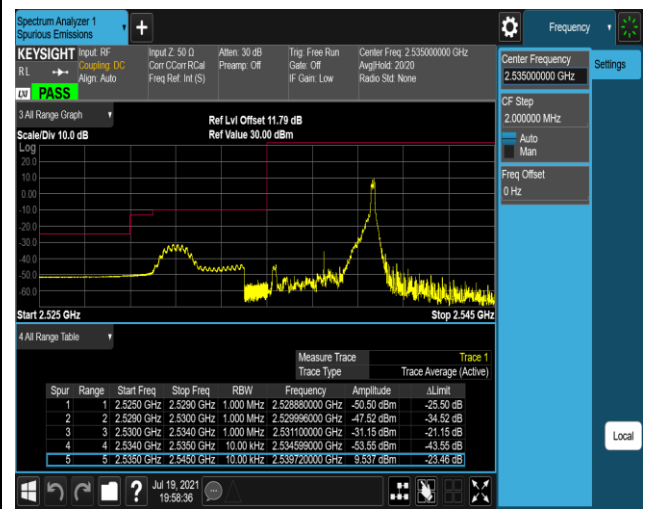 Spectrum Analyzer 1
Spurious Emissions
Frequency
KEYSIGHT Input: RF Input Z: 50 Ω Atten: 30 dB Trig: Free Run Center Freq: 2.535000000 GHz
RL Coupling: DC Corr CCorr RCal Preamp: Off Gate: Off Avg|Hold: 20/20
Align: Auto Freq Ref: Int (S) IF Gain: Low Radio Std: None
LXI PASS
Center Frequency
2.535000000 GHz
Settings
CF Step
2.000000 MHz
Auto
Man
Freq Offset
0 Hz
3 All Range Graph
Ref Lvl Offset 11.79 dB
Scale/Div 10.0 dB Ref Value 30.00 dBm
Log
20.0
10.0
0.00
-10.0
-20.0
-30.0
-40.0
-50.0
-60.0
Start 2.525 GHz Stop 2.545 GHz
4 All Range Table
Measure Trace Trace 1
Trace Type Trace Average (Active)
Spur Range Start Freq Stop Freq RBW Frequency Amplitude ΔLimit
1 1 2.5250 GHz 2.5290 GHz 1.000 MHz 2.528880000 GHz -50.50 dBm -25.50 dB
2 2 2.5290 GHz 2.5300 GHz 1.000 MHz 2.529996000 GHz -47.52 dBm -34.52 dB
3 3 2.5300 GHz 2.5340 GHz 1.000 MHz 2.531100000 GHz -31.15 dBm -21.15 dB
4 4 2.5340 GHz 2.5350 GHz 10.00 kHz 2.534599000 GHz -53.55 dBm -43.55 dB
5 5 2.5350 GHz 2.5450 GHz 10.00 kHz 2.539720000 GHz 9.537 dBm -23.46 dB
Local
Jul 19, 2021
19:58:36